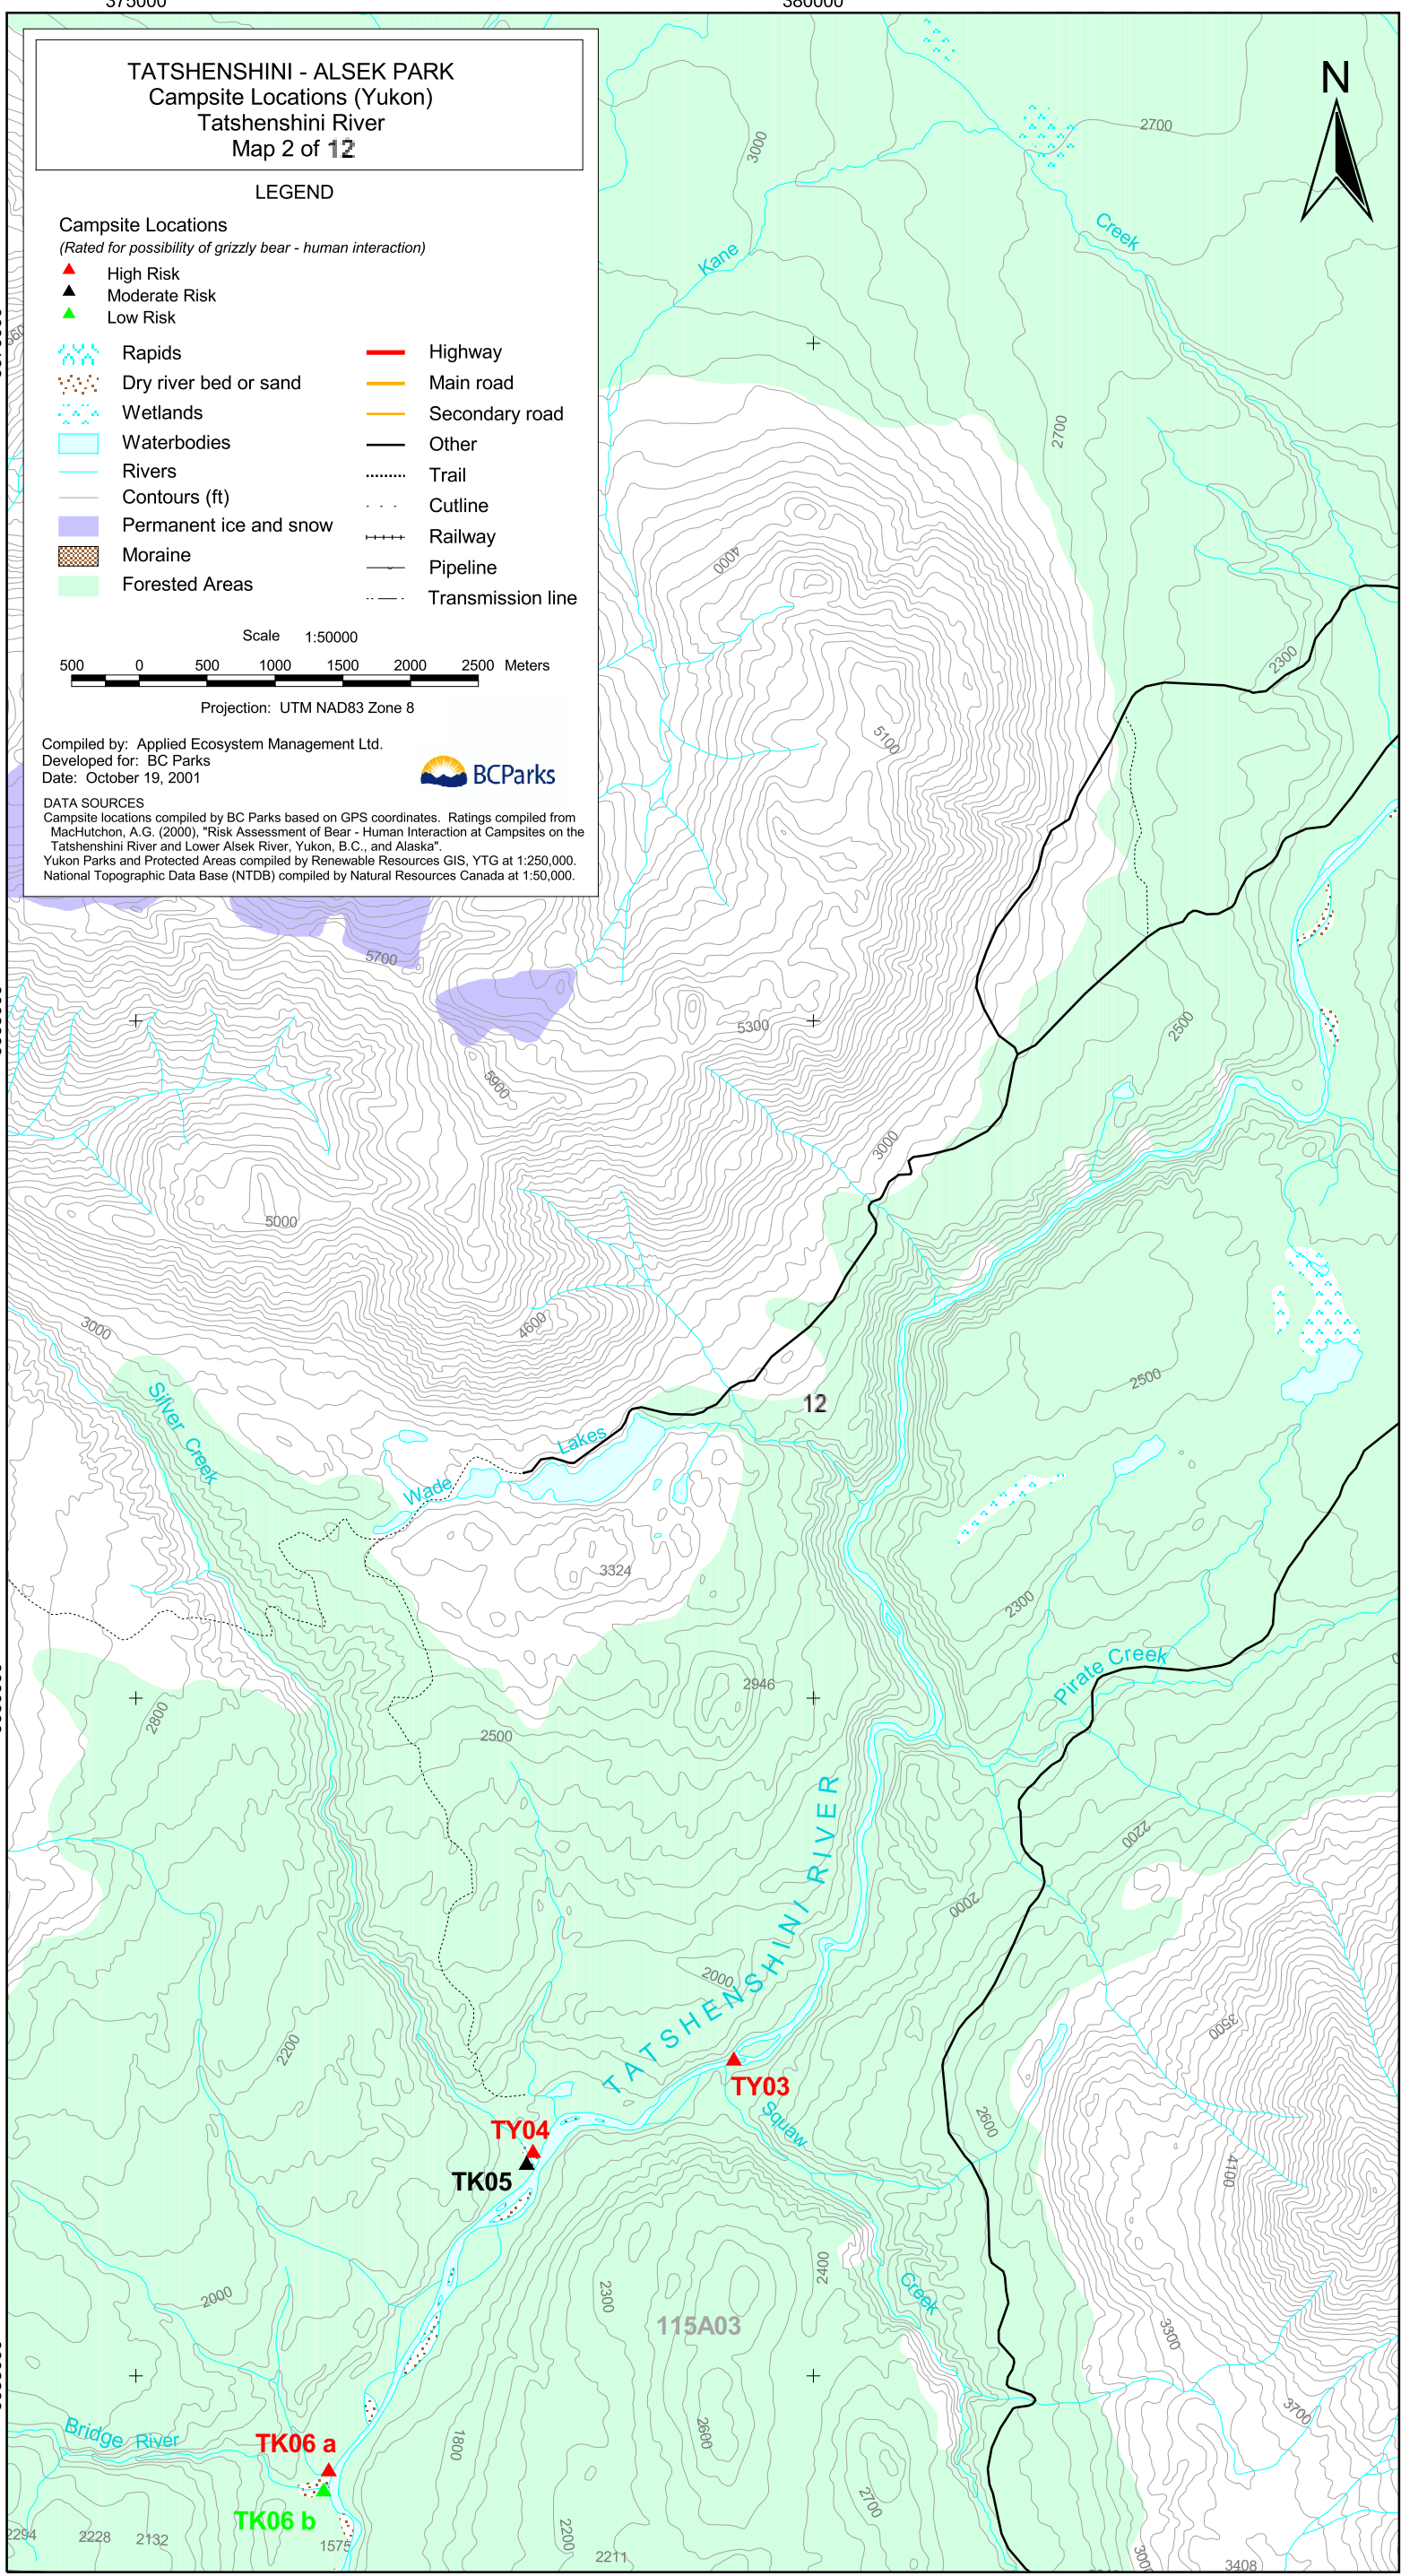 375000
380000
TATSHENSHINI - ALSEK PARK
Campsite Locations (Yukon)
Tatshenshini River
Map 2 of 12
LEGEND
Campsite Locations
(Rated for possibility of grizzly bear - human interaction)
High Risk
Moderate Risk
Low Risk
Rapids
Dry river bed or sand
Wetlands
Waterbodies
Rivers
Contours (ft)
Permanent ice and snow
Moraine
Forested Areas
Highway
Main road
Secondary road
Other
Trail
Cutline
Railway
Pipeline
Transmission line
Scale 1:50000
500 0 500 1000 1500 2000 2500 Meters
Projection: UTM NAD83 Zone 8
Compiled by: Applied Ecosystem Management Ltd.
Developed for: BC Parks
Date: October 19, 2001
BCParks
DATA SOURCES
Campsite locations compiled by BC Parks based on GPS coordinates. Ratings compiled from
MacHutchon, A.G. (2000), "Risk Assessment of Bear - Human Interaction at Campsites on the
Tatshenshini River and Lower Alsek River, Yukon, B.C., and Alaska".
Yukon Parks and Protected Areas compiled by Renewable Resources GIS, YTG at 1:250,000.
National Topographic Data Base (NTDB) compiled by Natural Resources Canada at 1:50,000.
N
3000
2700
Kane
Creek
2700
4000
2300
5100
5700
5300
2500
5900
3000
5000
4600
3000
2500
12
Silver Creek
Wade
Lakes
3324
2300
Pirate Creek
2946
2800
2500
2200
2000
TATSHENSHINI RIVER
2000
3500
2200
TY03
Squaw
2600
TY04
TK05
4100
2400
Creek
2000
2300
115A03
3300
3700
Bridge River
TK06 a
1800
2600
2700
TK06 b
2294
2228
2132
1575
2200
2211
3000
3408